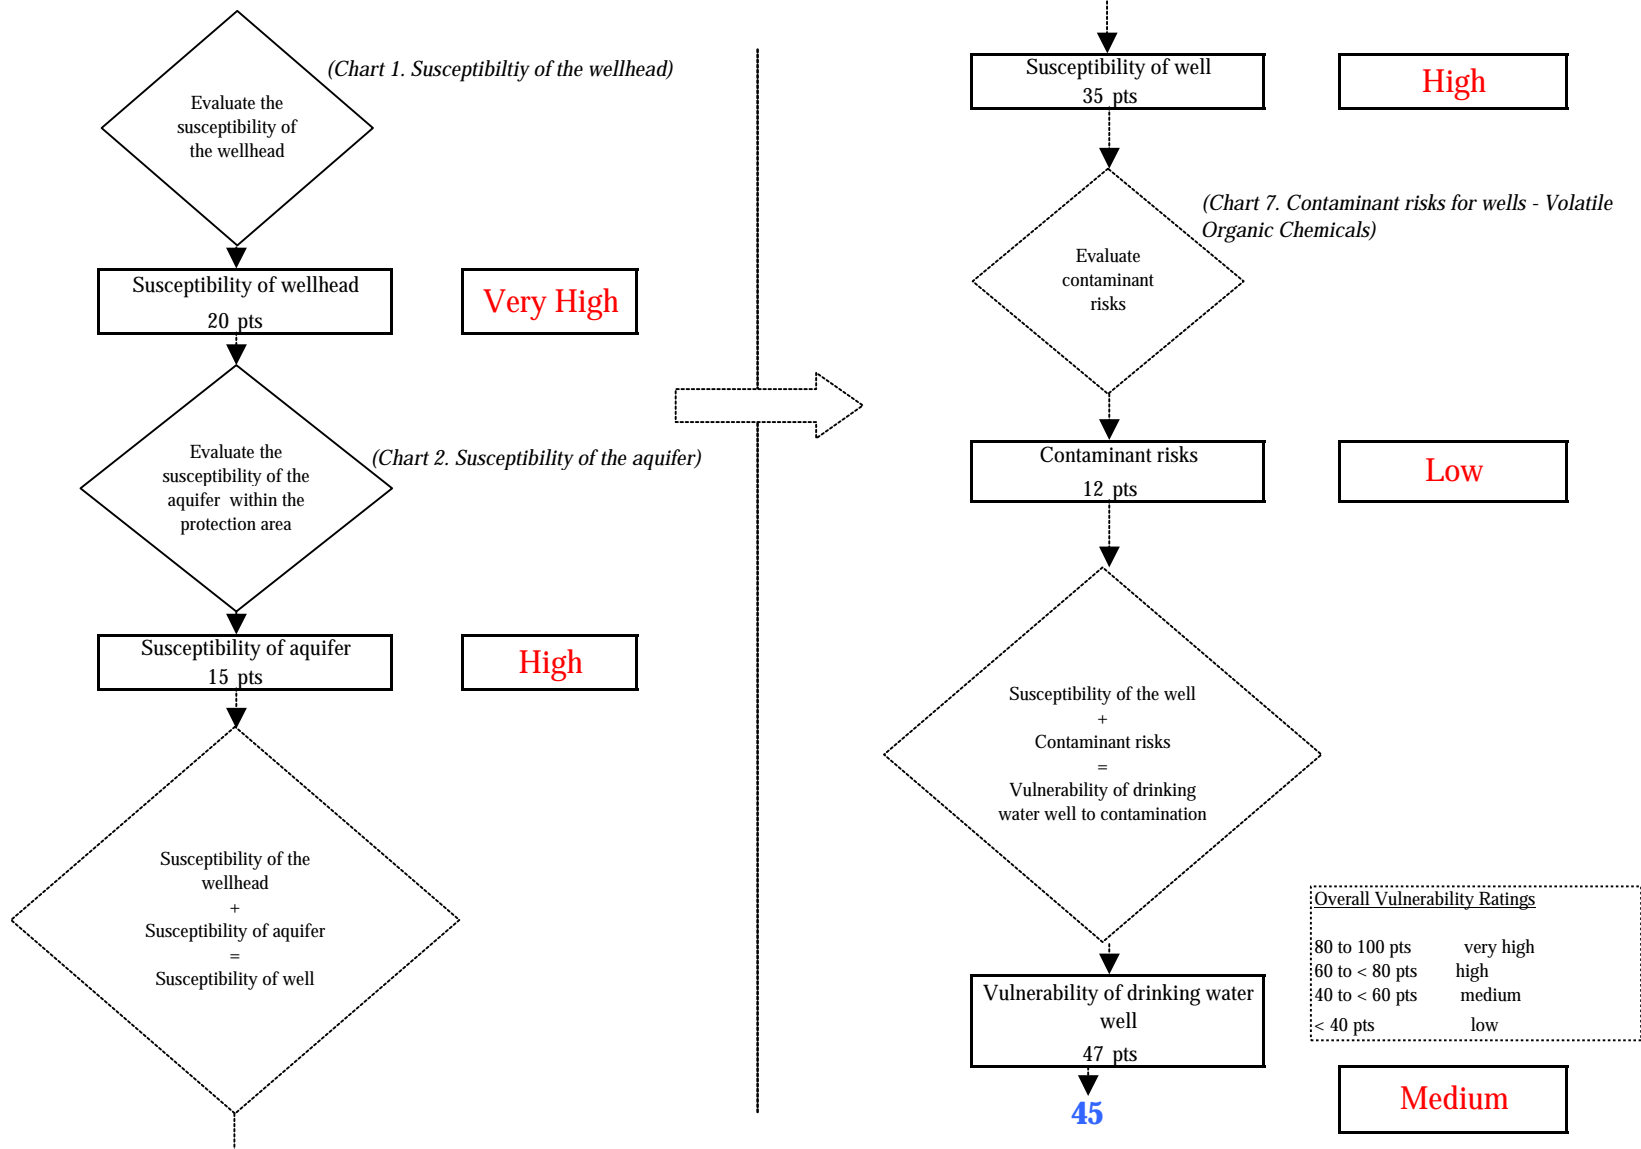 (Chart 1. Susceptibiltiy of the wellhead)
Evaluate the
susceptibility of
the wellhead
Susceptibility of wellhead
20 pts
Very High
Evaluate the
susceptibility of the
aquifer within the
protection area
(Chart 2. Susceptibility of the aquifer)
Susceptibility of aquifer
15 pts
High
Susceptibility of the
wellhead
+
Susceptibility of aquifer
=
Susceptibility of well
Susceptibility of well
35 pts
High
(Chart 7. Contaminant risks for wells - Volatile
Organic Chemicals)
Evaluate
contaminant
risks
Contaminant risks
12 pts
Low
Susceptibility of the well
+
Contaminant risks
=
Vulnerability of drinking
water well to contamination
Overall Vulnerability Ratings
80 to 100 pts very high
60 to < 80 pts high
40 to < 60 pts medium
< 40 pts low
Vulnerability of drinking water
well
47 pts
45
Medium